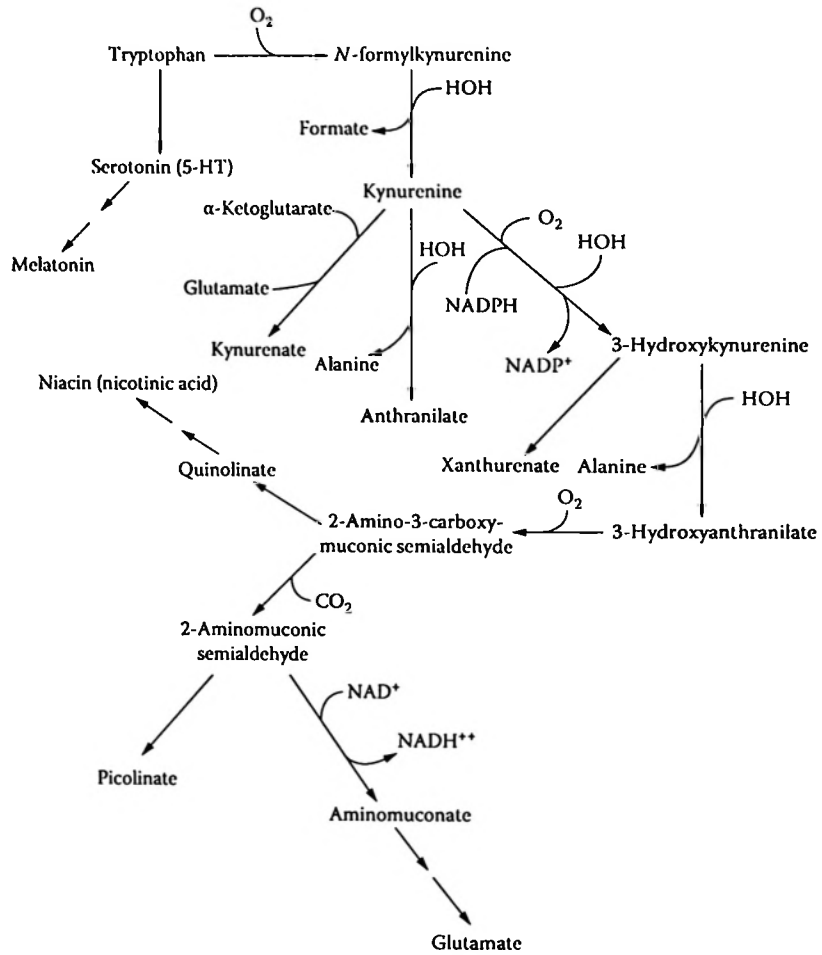 O₂
Tryptophan
N-formylkynurenine
HOH
Formate
Serotonin (5-HT)
Kynurenine
α-Ketoglutarate
O₂
HOH
HOH
Melatonin
Glutamate
NADPH
Kynurenate
Alanine
NADP⁺
3-Hydroxykynurenine
Niacin (nicotinic acid)
HOH
Anthranilate
Quinolinate
Xanthurenate
Alanine
O₂
2-Amino-3-carboxy-
muconic semialdehyde
3-Hydroxyanthranilate
CO₂
2-Aminomuconic
semialdehyde
NAD⁺
NADH⁺⁺
Picolinate
Aminomuconate
Glutamate